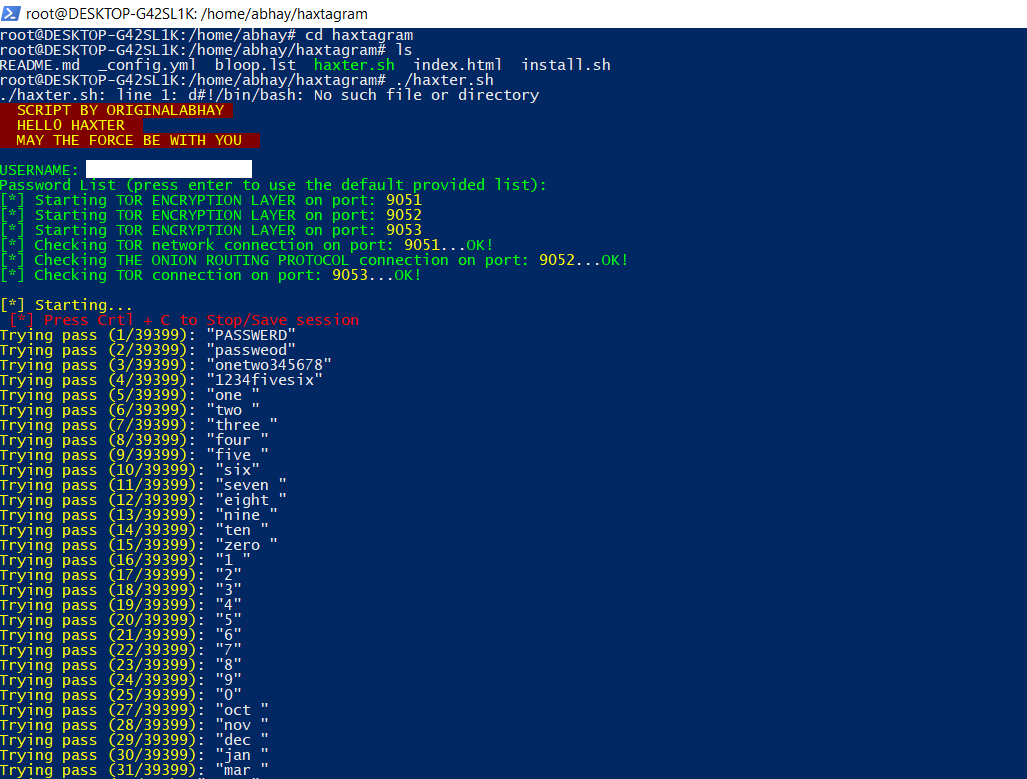 root@DESKTOP-G42SL1K: /home/abhay/haxtagram
root@DESKTOP-G42SL1K:/home/abhay# cd haxtagram
root@DESKTOP-G42SL1K:/home/abhay/haxtagram# ls
README.md  _config.yml  bloop.lst  haxter.sh  index.html  install.sh
root@DESKTOP-G42SL1K:/home/abhay/haxtagram# ./haxter.sh
./haxter.sh: line 1: d#!/bin/bash: No such file or directory
SCRIPT BY ORIGINALABHAY
HELLO HAXTER
MAY THE FORCE BE WITH YOU
USERNAME:
Password List (press enter to use the default provided list):
[*] Starting TOR ENCRYPTION LAYER on port: 9051
[*] Starting TOR ENCRYPTION LAYER on port: 9052
[*] Starting TOR ENCRYPTION LAYER on port: 9053
[*] Checking TOR network connection on port: 9051...OK!
[*] Checking THE ONION ROUTING PROTOCOL connection on port: 9052...OK!
[*] Checking TOR connection on port: 9053...OK!
[*] Starting...
[*] Press Crtl + C to Stop/Save session
Trying pass (1/39399): "PASSWERD"
Trying pass (2/39399): "passweod"
Trying pass (3/39399): "onetwo345678"
Trying pass (4/39399): "1234fivesix"
Trying pass (5/39399): "one "
Trying pass (6/39399): "two "
Trying pass (7/39399): "three "
Trying pass (8/39399): "four "
Trying pass (9/39399): "five "
Trying pass (10/39399): "six"
Trying pass (11/39399): "seven "
Trying pass (12/39399): "eight "
Trying pass (13/39399): "nine "
Trying pass (14/39399): "ten "
Trying pass (15/39399): "zero "
Trying pass (16/39399): "1 "
Trying pass (17/39399): "2"
Trying pass (18/39399): "3"
Trying pass (19/39399): "4"
Trying pass (20/39399): "5"
Trying pass (21/39399): "6"
Trying pass (22/39399): "7"
Trying pass (23/39399): "8"
Trying pass (24/39399): "9"
Trying pass (25/39399): "0"
Trying pass (27/39399): "oct "
Trying pass (28/39399): "nov "
Trying pass (29/39399): "dec "
Trying pass (30/39399): "jan "
Trying pass (31/39399): "mar "